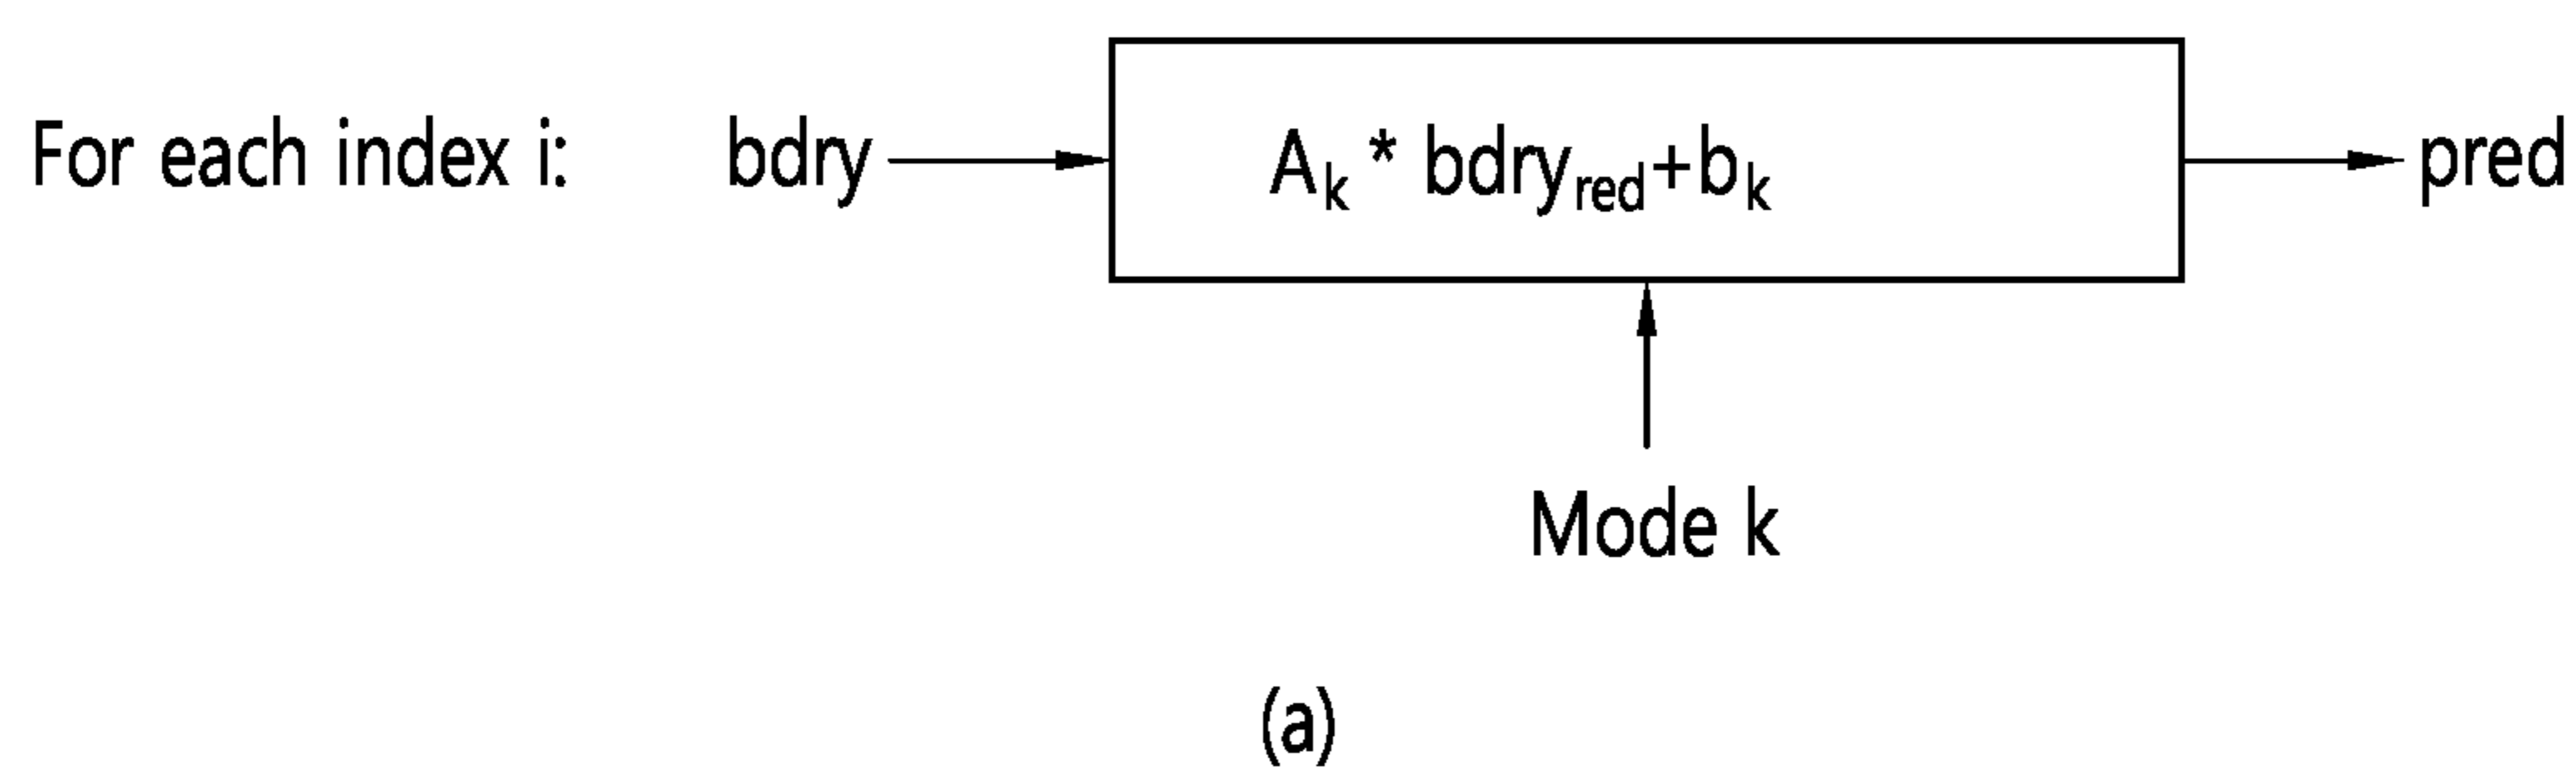 For each index i: bdry A_k * bdry_red+b_k pred
Mode k
(a)